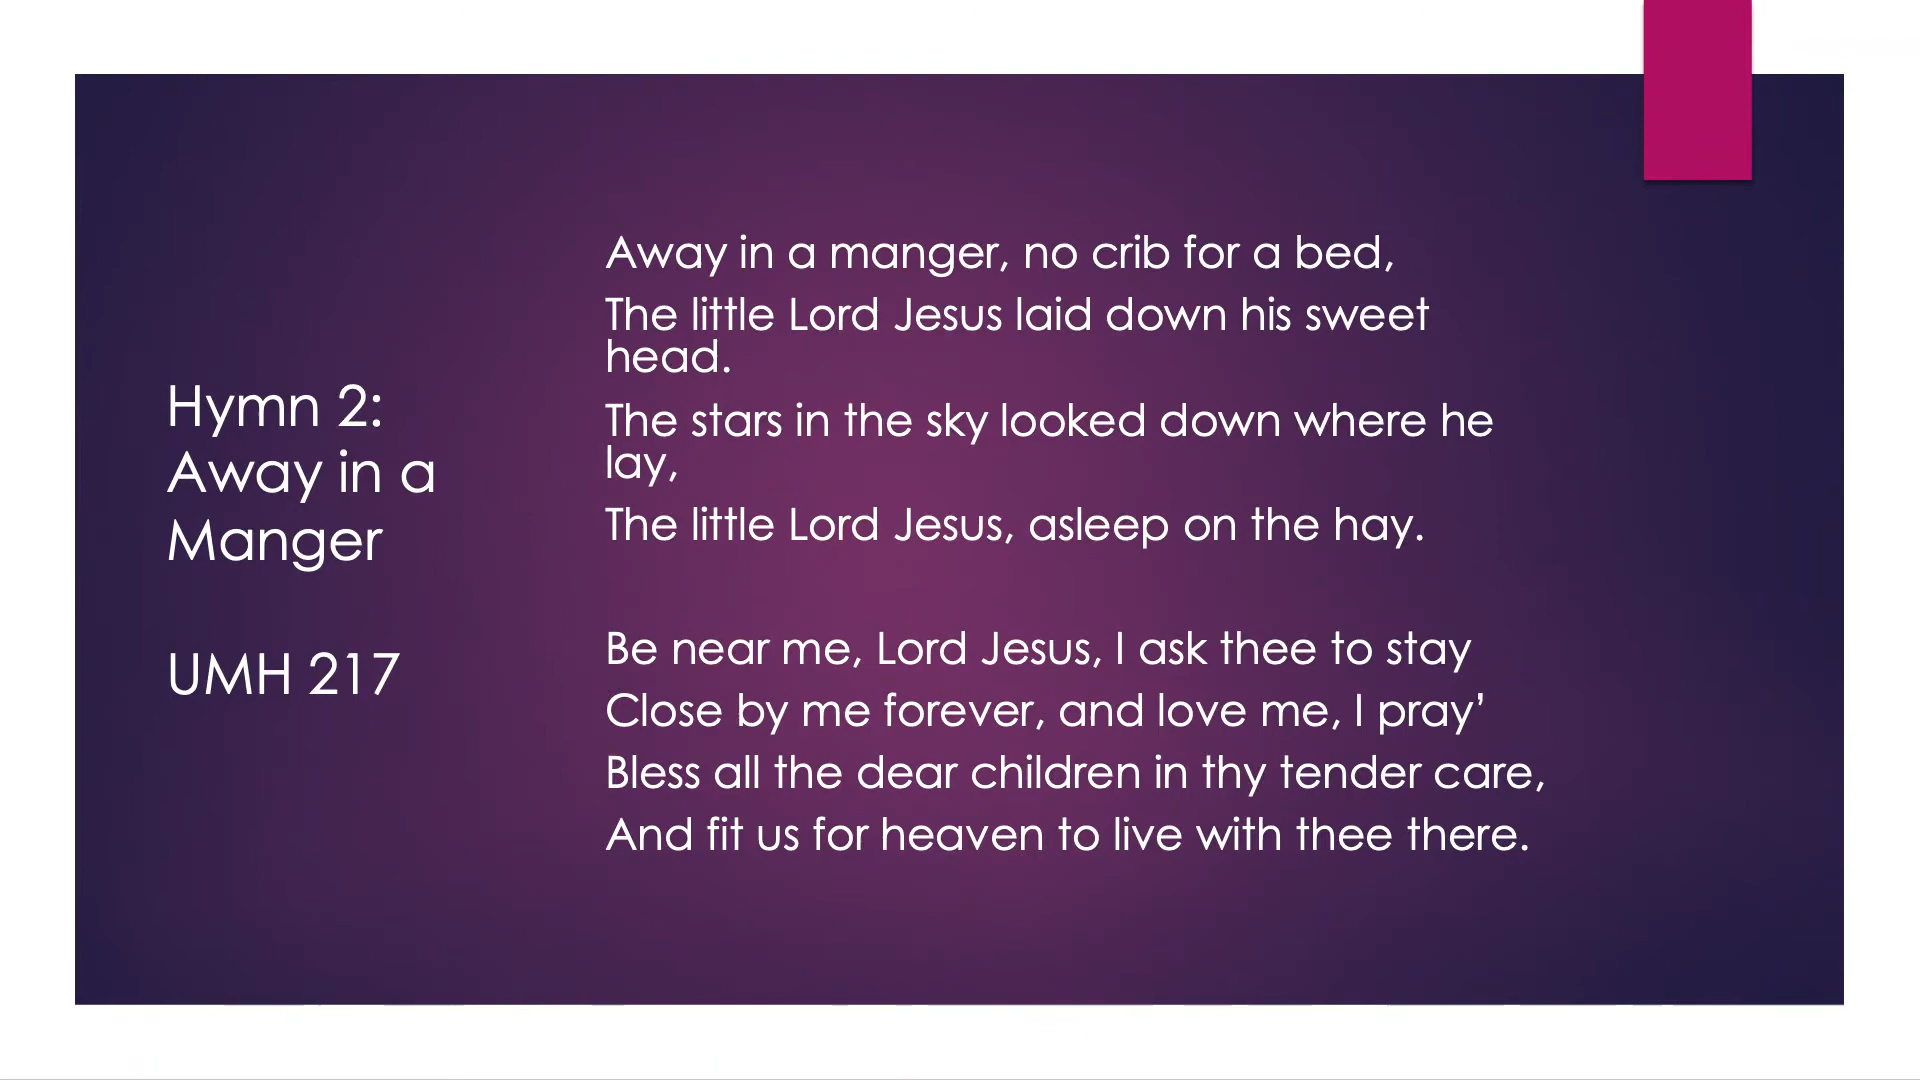 Hymn 2:
Away in a
Manger
UMH 217
Away in a manger, no crib for a bed,
The little Lord Jesus laid down his sweet
head.
The stars in the sky looked down where he
lay,
The little Lord Jesus, asleep on the hay.
Be near me, Lord Jesus, I ask thee to stay
Close by me forever, and love me, I pray’
Bless all the dear children in thy tender care,
And fit us for heaven to live with thee there.